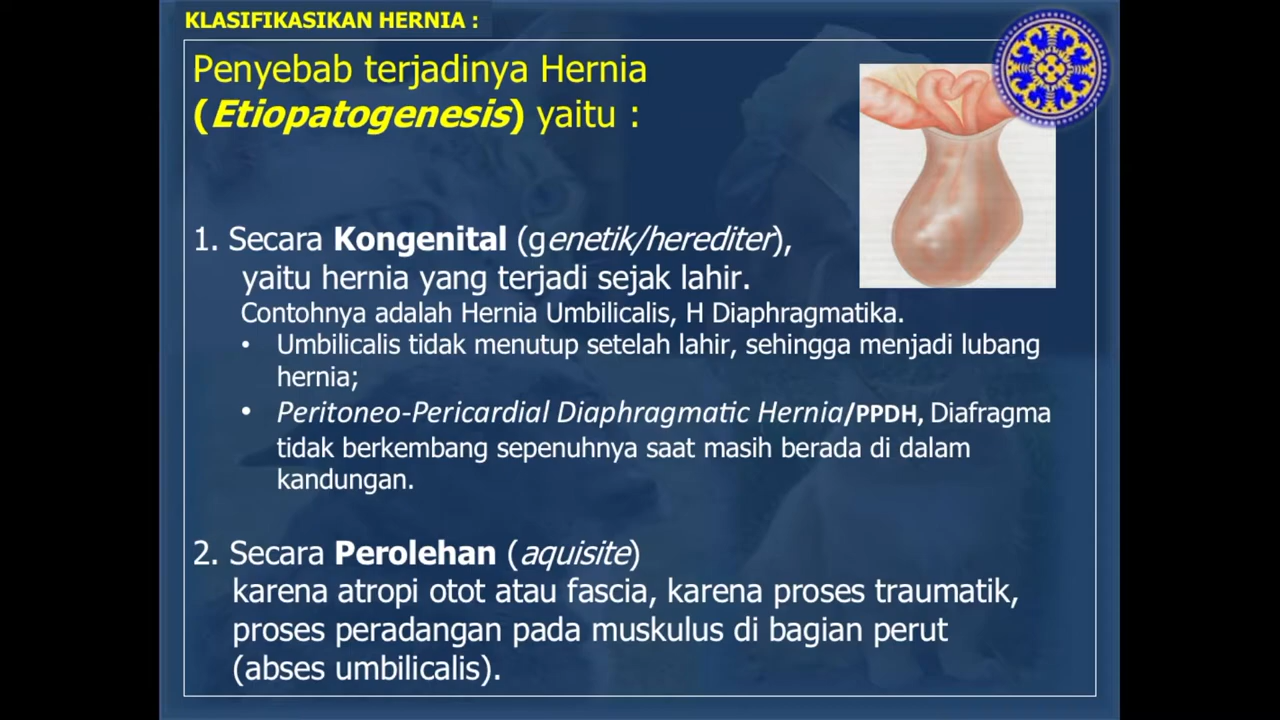 KLASIFIKASIKAN HERNIA :
Penyebab terjadinya Hernia
(Etiopatogenesis) yaitu :
1. Secara Kongenital (genetik/herediter),
yaitu hernia yang terjadi sejak lahir.
Contohnya adalah Hernia Umbilicalis, H Diaphragmatika.
• Umbilicalis tidak menutup setelah lahir, sehingga menjadi lubang
hernia;
• Peritoneo-Pericardial Diaphragmatic Hernia/PPDH, Diafragma
tidak berkembang sepenuhnya saat masih berada di dalam
kandungan.
2. Secara Perolehan (aquisite)
karena atropi otot atau fascia, karena proses traumatik,
proses peradangan pada muskulus di bagian perut
(abses umbilicalis).